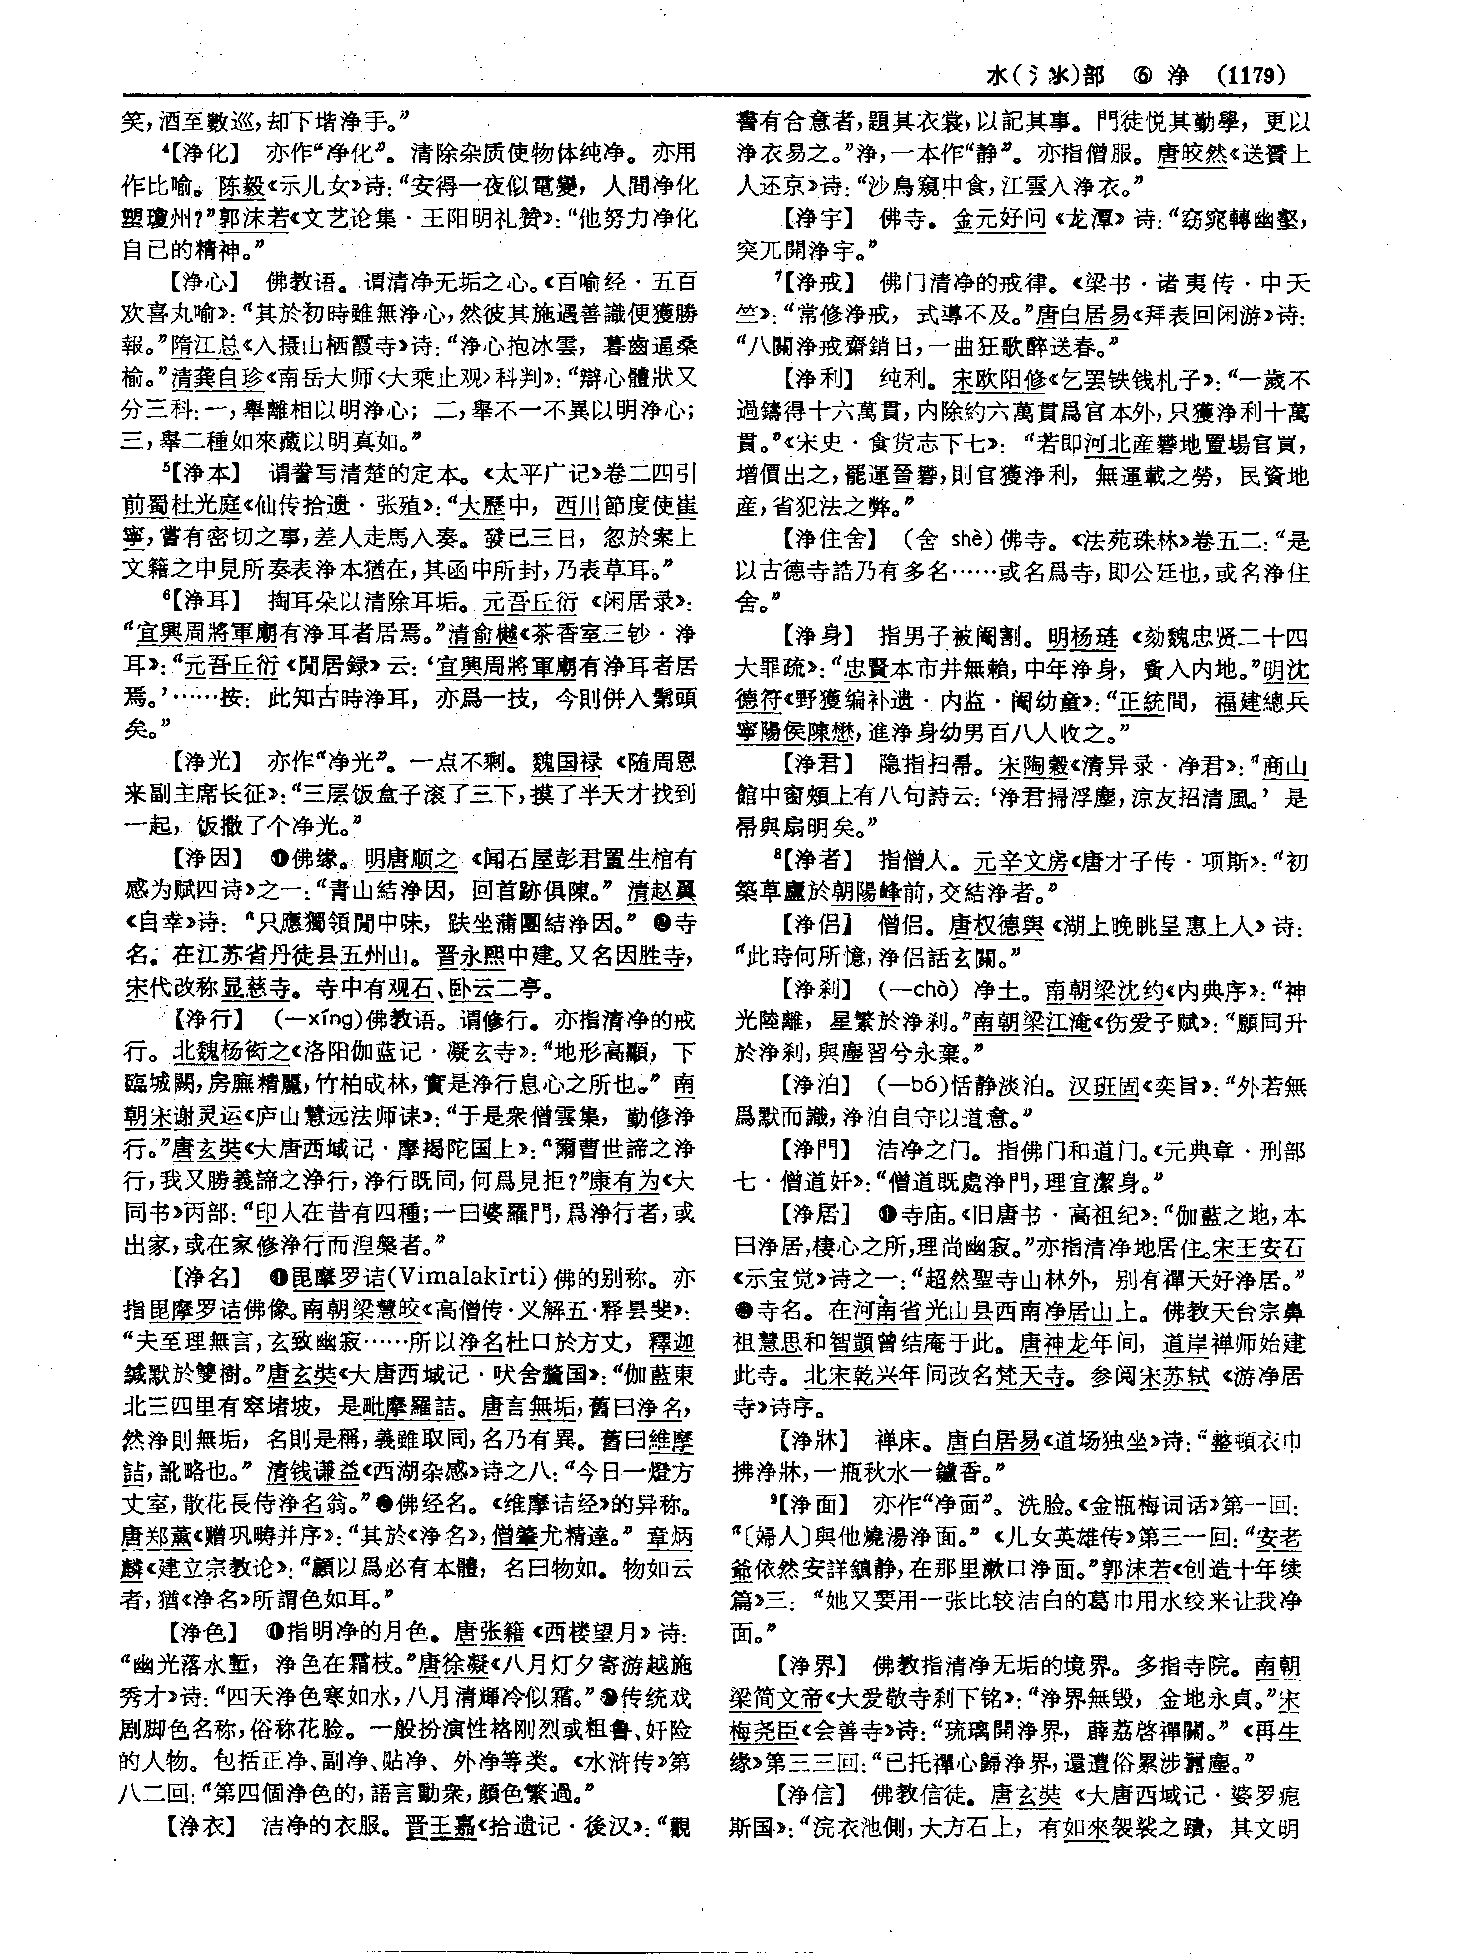 水(氵氺)部　⑥　浄　(1179)
笑，酒至數巡，却下堦浄手。”
⁴【浄化】　亦作“净化”。清除杂质使物体纯净。亦用
作比喻。陈毅《示儿女》诗：“安得一夜似電變，人間浄化
塑瓊州？”郭沫若《文艺论集·王阳明礼赞》：“他努力净化
自己的精神。”
【浄心】　佛教语。谓清净无垢之心。《百喻经·五百
欢喜丸喻》：“其於初時雖無浄心，然彼其施遇善識便獲勝
報。”隋江总《入摄山栖霞寺》诗：“浄心抱冰雲，暮齒逼桑
榆。”清龚自珍《南岳大师〈大乘止观〉科判》：“辯心體狀又
分三科：一，舉離相以明浄心；二，舉不一不異以明浄心；
三，舉二種如來藏以明真如。”
⁵【浄本】　谓誊写清楚的定本。《太平广记》卷二四引
前蜀杜光庭《仙传拾遗·张殖》：“大歷中，西川節度使崔
寧，嘗有密切之事，差人走馬入奏。發已三日，忽於案上
文籍之中見所奏表浄本猶在，其函中所封，乃表草耳。”
⁶【浄耳】　掏耳朵以清除耳垢。元吾丘衍《闲居录》：
“宜興周將軍廟有浄耳者居焉。”清俞樾《茶香室三钞·净
耳》：“元吾丘衍《閒居録》云：‘宜興周將軍廟有浄耳者居
焉。’……按：此知古時浄耳，亦爲一技，今則併入鬀頭
矣。”
【浄光】　亦作“净光”。一点不剩。魏国禄《随周恩
来副主席长征》：“三层饭盒子滚了三下，摸了半天才找到
一起，饭撒了个净光。”
【浄因】　❶佛缘。明唐顺之《闻石屋彭君置生棺有
感为赋四诗》之一：“青山結浄因，回首跡俱陳。”清赵翼
《自幸》诗：“只應獨領閒中味，趺坐蒲團結浄因。”❷寺
名。在江苏省丹徒县五州山。晋永熙中建。又名因胜寺，
宋代改称显慈寺。寺中有观石、卧云二亭。
【浄行】　(—xíng)佛教语。谓修行。亦指清净的戒
行。北魏杨衒之《洛阳伽蓝记·凝玄寺》：“地形高顯，下
臨城闕，房廡精麗，竹柏成林，實是浄行息心之所也。”南
朝宋谢灵运《庐山慧远法师诔》：“于是衆僧雲集，勤修浄
行。”唐玄奘《大唐西域记·摩揭陀国上》：“爾曹世諦之浄
行，我又勝義諦之浄行，浄行既同，何爲見拒？”康有为《大
同书》丙部：“印人在昔有四種；一曰婆羅門，爲浄行者，或
出家，或在家修浄行而涅槃者。”
【浄名】　❶毘摩罗诘(Vimalakīrti)佛的别称。亦
指毘摩罗诘佛像。南朝梁慧皎《高僧传·义解五·释昙斐》：
“夫至理無言，玄致幽寂……所以浄名杜口於方丈，釋迦
緘默於雙樹。”唐玄奘《大唐西域记·吠舍釐国》：“伽藍東
北三四里有窣堵坡，是毗摩羅詰。唐言無垢，舊曰浄名，
然浄則無垢，名則是稱，義雖取同，名乃有異。舊曰維摩
詰，訛略也。”清钱谦益《西湖杂感》诗之八：“今日一燈方
丈室，散花長侍浄名翁。”❷佛经名。《维摩诘经》的异称。
唐郑薰《赠巩畴并序》：“其於《浄名》，僧肇尤精達。”章炳
麟《建立宗教论》：“顧以爲必有本體，名曰物如。物如云
者，猶《浄名》所謂色如耳。”
【浄色】　❶指明净的月色。唐张籍《西楼望月》诗：
“幽光落水塹，浄色在霜枝。”唐徐凝《八月灯夕寄游越施
秀才》诗：“四天浄色寒如水，八月清輝冷似霜。”❷传统戏
剧脚色名称，俗称花脸。一般扮演性格刚烈或粗鲁、奸险
的人物。包括正净、副净、贴净、外净等类。《水浒传》第
八二回：“第四個浄色的，語言動衆，顔色繁過。”
【浄衣】　洁净的衣服。晋王嘉《拾遗记·後汉》：“觀
書有合意者，題其衣裳，以記其事。門徒悦其勤學，更以
浄衣易之。”浄，一本作“静”。亦指僧服。唐皎然《送賫上
人还京》诗：“沙鳥窺中食，江雲入浄衣。”
【浄宇】　佛寺。金元好问《龙潭》诗：“窈窕轉幽壑，
突兀開浄宇。”
⁷【浄戒】　佛门清净的戒律。《梁书·诸夷传·中天
竺》：“常修浄戒，式導不及。”唐白居易《拜表回闲游》诗：
“八關浄戒齋銷日，一曲狂歌醉送春。”
【浄利】　纯利。宋欧阳修《乞罢铁钱札子》：“一歲不
過鑄得十六萬貫，内除約六萬貫爲官本外，只獲浄利十萬
貫。”《宋史·食货志下七》：“若即河北産礬地置場官買，
增價出之，罷運晉礬，則官獲浄利，無運載之勞，民資地
産，省犯法之弊。”
【浄住舍】　(舍 shè)佛寺。《法苑珠林》卷五二：“是
以古德寺誥乃有多名……或名爲寺，即公廷也，或名浄住
舍。”
【浄身】　指男子被阉割。明杨琏《劾魏忠贤二十四
大罪疏》：“忠賢本市井無賴，中年浄身，夤入内地。”明沈
德符《野獲编补遗·内监·阉幼童》：“正統間，福建總兵
寧陽侯陳懋，進浄身幼男百八人收之。”
【浄君】　隐指扫帚。宋陶穀《清异录·净君》：“商山
館中窗頰上有八句詩云：‘浄君掃浮塵，涼友招清風。’是
帚與扇明矣。”
⁸【浄者】　指僧人。元辛文房《唐才子传·项斯》：“初
築草廬於朝陽峰前，交結浄者。”
【浄侣】　僧侣。唐权德舆《湖上晚眺呈惠上人》诗：
“此時何所憶，浄侣話玄關。”
【浄刹】　(—chà)净土。南朝梁沈约《内典序》：“神
光陸離，星繁於浄刹。”南朝梁江淹《伤爱子赋》：“願同升
於浄刹，與塵習兮永棄。”
【浄泊】　(—bó)恬静淡泊。汉班固《奕旨》：“外若無
爲默而識，浄泊自守以道意。”
【浄門】　洁净之门。指佛门和道门。《元典章·刑部
七·僧道奸》：“僧道既處浄門，理宜潔身。”
【浄居】　❶寺庙。《旧唐书·高祖纪》：“伽藍之地，本
曰浄居，棲心之所，理尚幽寂。”亦指清净地居住。宋王安石
《示宝觉》诗之一：“超然聖寺山林外，别有禪天好浄居。”
❷寺名。在河南省光山县西南净居山上。佛教天台宗鼻
祖慧思和智顗曾结庵于此。唐神龙年间，道岸禅师始建
此寺。北宋乾兴年间改名梵天寺。参阅宋苏轼《游净居
寺》诗序。
【浄牀】　禅床。唐白居易《道场独坐》诗：“整頓衣巾
拂浄牀，一瓶秋水一鑪香。”
⁹【浄面】　亦作“净面”。洗脸。《金瓶梅词话》第一回：
“〔婦人〕與他燒湯浄面。”《儿女英雄传》第三一回：“安老
爺依然安詳鎮静，在那里漱口浄面。”郭沫若《创造十年续
篇》三：“她又要用一张比较洁白的葛巾用水绞来让我净
面。”
【浄界】　佛教指清净无垢的境界。多指寺院。南朝
梁简文帝《大爱敬寺刹下铭》：“浄界無毁，金地永貞。”宋
梅尧臣《会善寺》诗：“琉璃開浄界，薜荔啓禪關。”《再生
缘》第三三回：“已托禪心歸浄界，還遭俗累涉囂塵。”
【浄信】　佛教信徒。唐玄奘《大唐西域记·婆罗痆
斯国》：“浣衣池側，大方石上，有如來袈裟之蹟，其文明